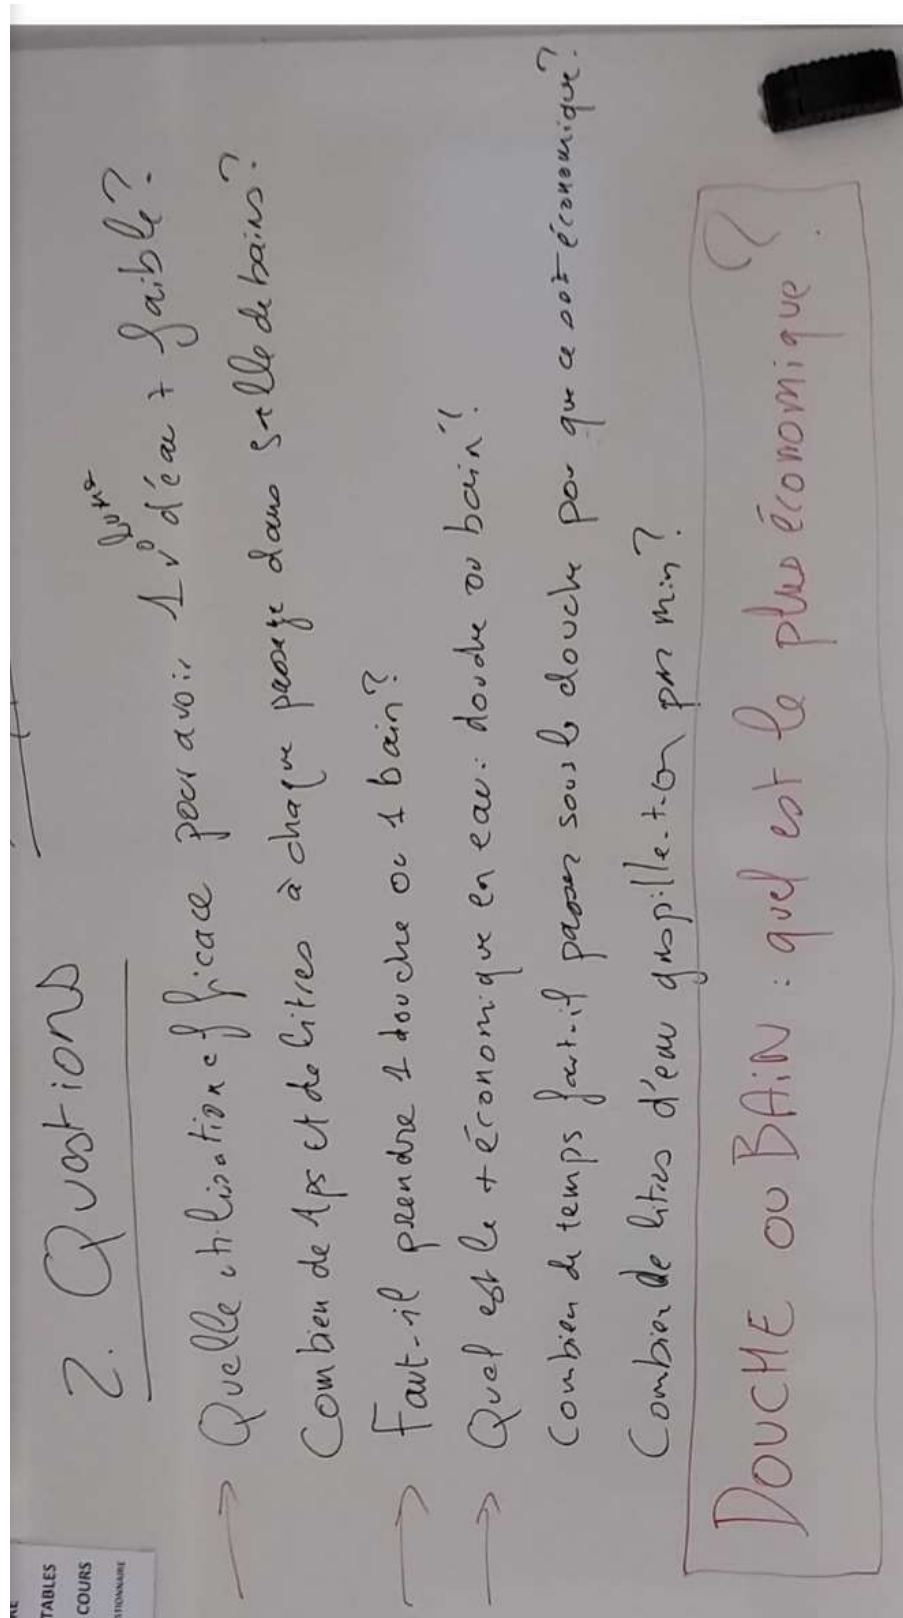 2. Questions
→ Quelle utilisation efficace pour avoir 1 v° d'eau + faible?
Combien de tps et de litres à chaque passage dans salle de bains?
→ Faut-il prendre 1 douche ou 1 bain?
→ Quel est le + économique en eau: douche ou bain?
Combien de temps faut-il passer sous la douche pour que ce soit économique?
Combien de litres d'eau gaspille-t-on par min?
DOUCHE OU BAIN : quel est le plus économique?
TABLES
COURS